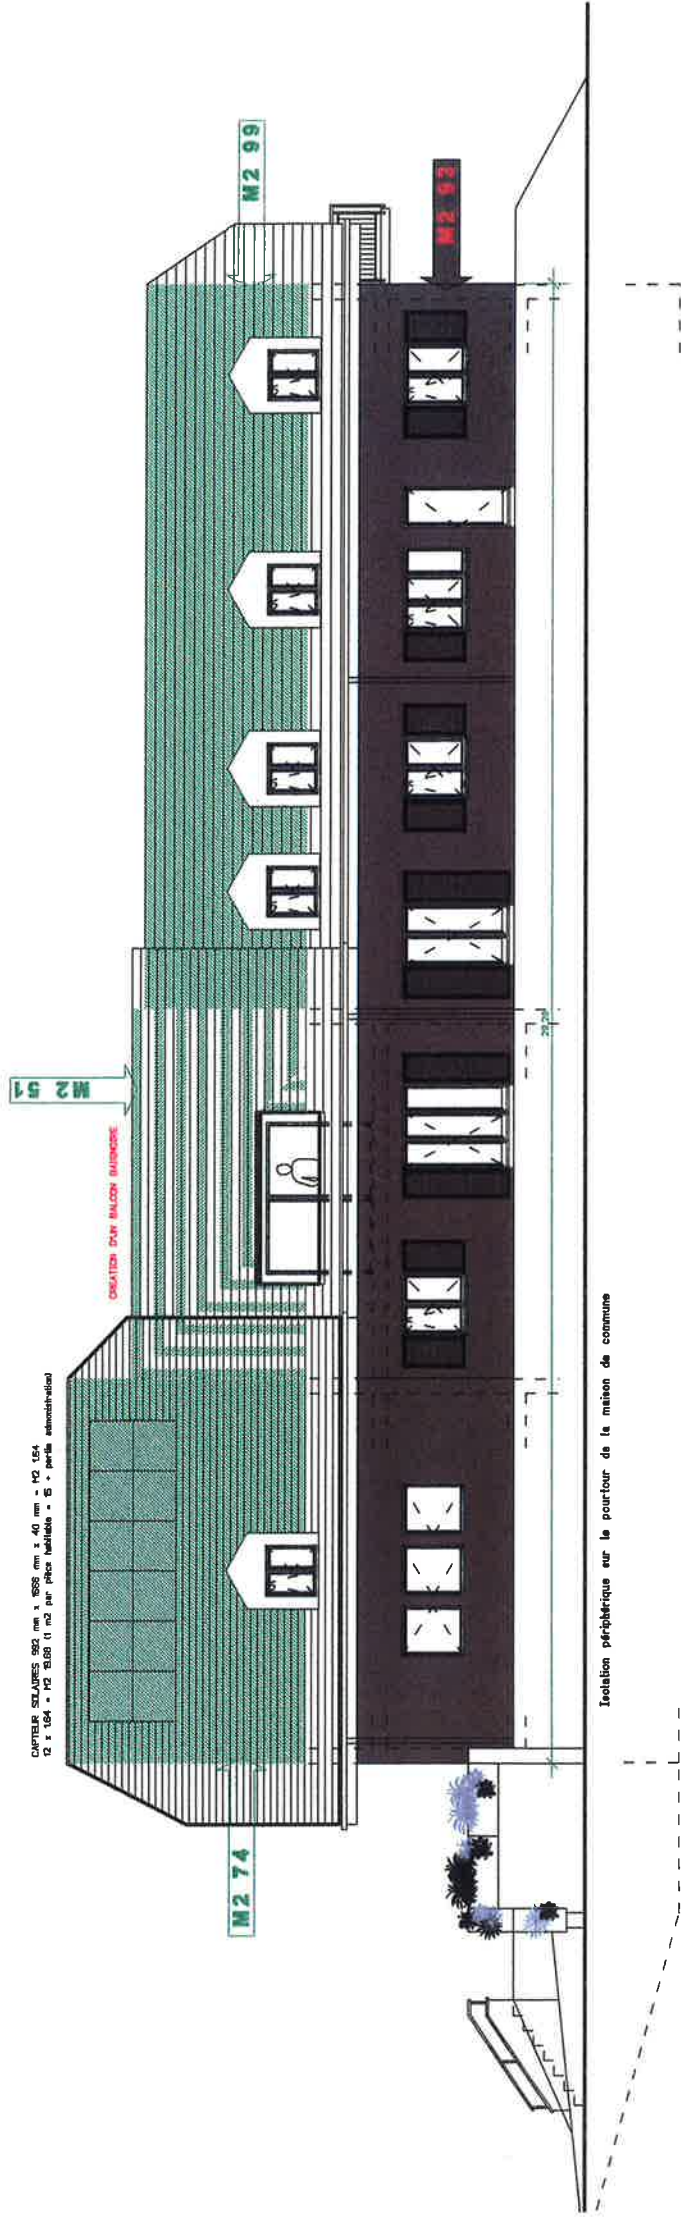 CAPTEUR SOLAIRES 992 mm x 1666 mm x 40 mm = M2 1.64
12 x 1.64 = M2 19.68 (1 m2 par pièce habitable = 15 + partie administration)
CREATION D'UN BALCON BAIGNOIRE
M2 74
M2 51
M2 99
M2 93
Isolation périphérique sur le pourtour de la maison de commune